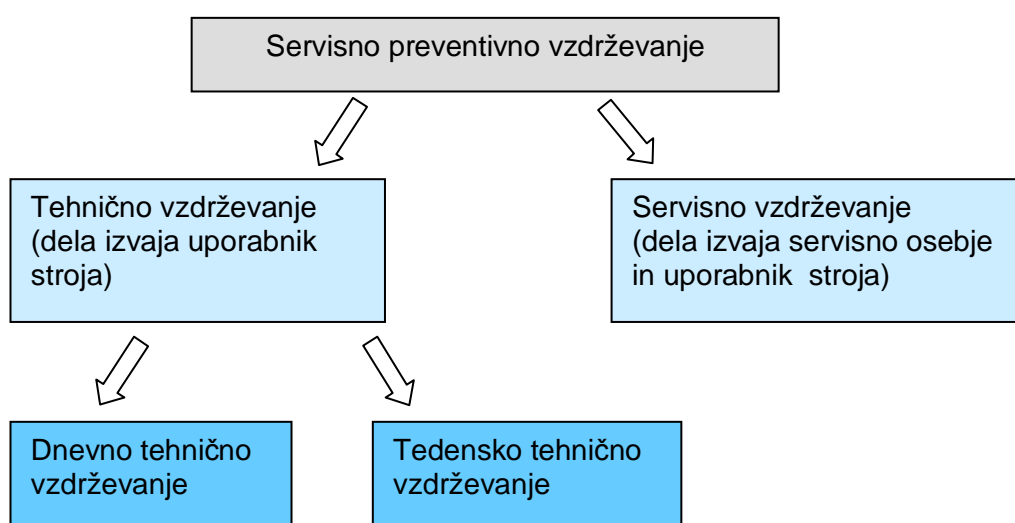 Servisno preventivno vzdrževanje
Tehnično vzdrževanje
(dela izvaja uporabnik
stroja)
Servisno vzdrževanje
(dela izvaja servisno osebje
in uporabnik  stroja)
Dnevno tehnično
vzdrževanje
Tedensko tehnično
vzdrževanje